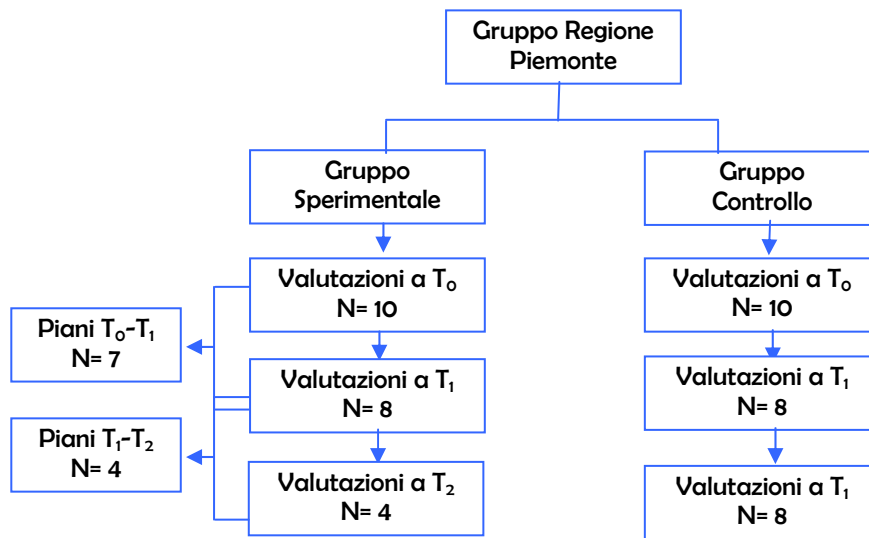 Gruppo Regione
Piemonte
Gruppo
Sperimentale
Gruppo
Controllo
Valutazioni a T₀
N= 10
Valutazioni a T₀
N= 10
Piani T₀-T₁
N= 7
Valutazioni a T₁
N= 8
Valutazioni a T₁
N= 8
Piani T₁-T₂
N= 4
Valutazioni a T₂
N= 4
Valutazioni a T₁
N= 8